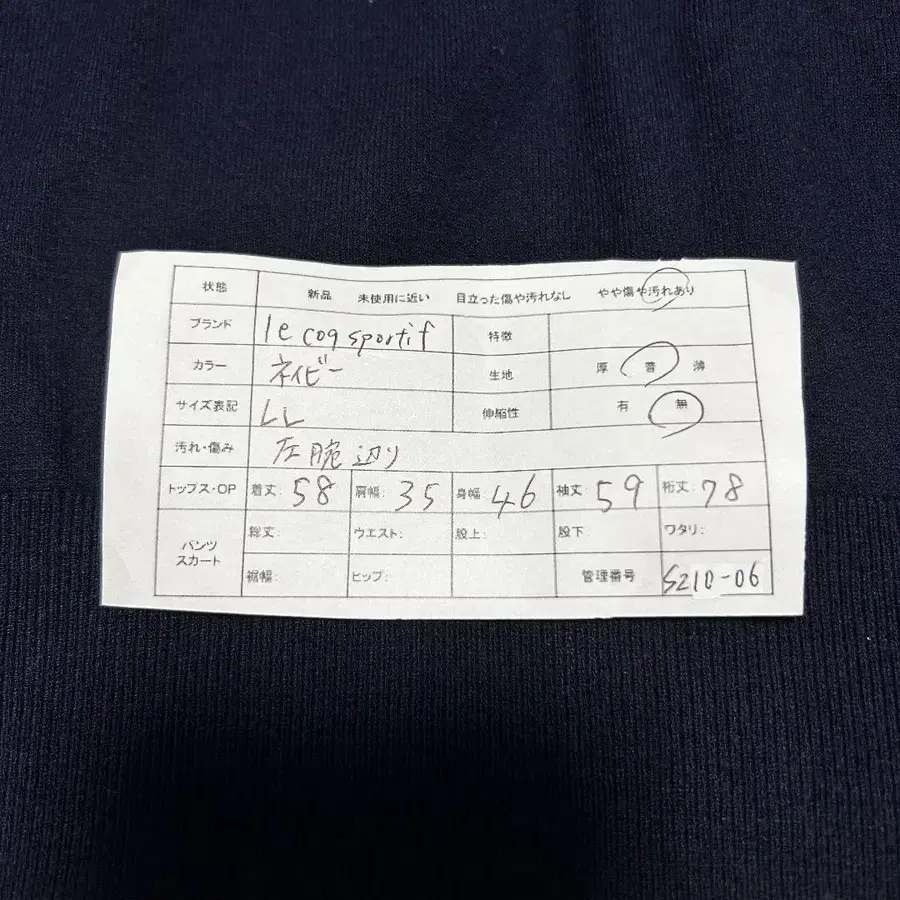 状態 新品 未使用に近い 目立った傷や汚れなし やや傷や汚れあり
ブランド le coq sportif 特徴
カラー ネイビー 生地 厚 普 薄
サイズ表記 LL 伸縮性 有 無
汚れ・傷み 左腕辺り
トップス・OP 着丈: 58 肩幅: 35 身幅: 46 袖丈: 59 裄丈: 78
パンツ スカート 総丈: ウエスト: 股上: 股下: ワタリ:
裾幅: ヒップ: 管理番号 S210-06